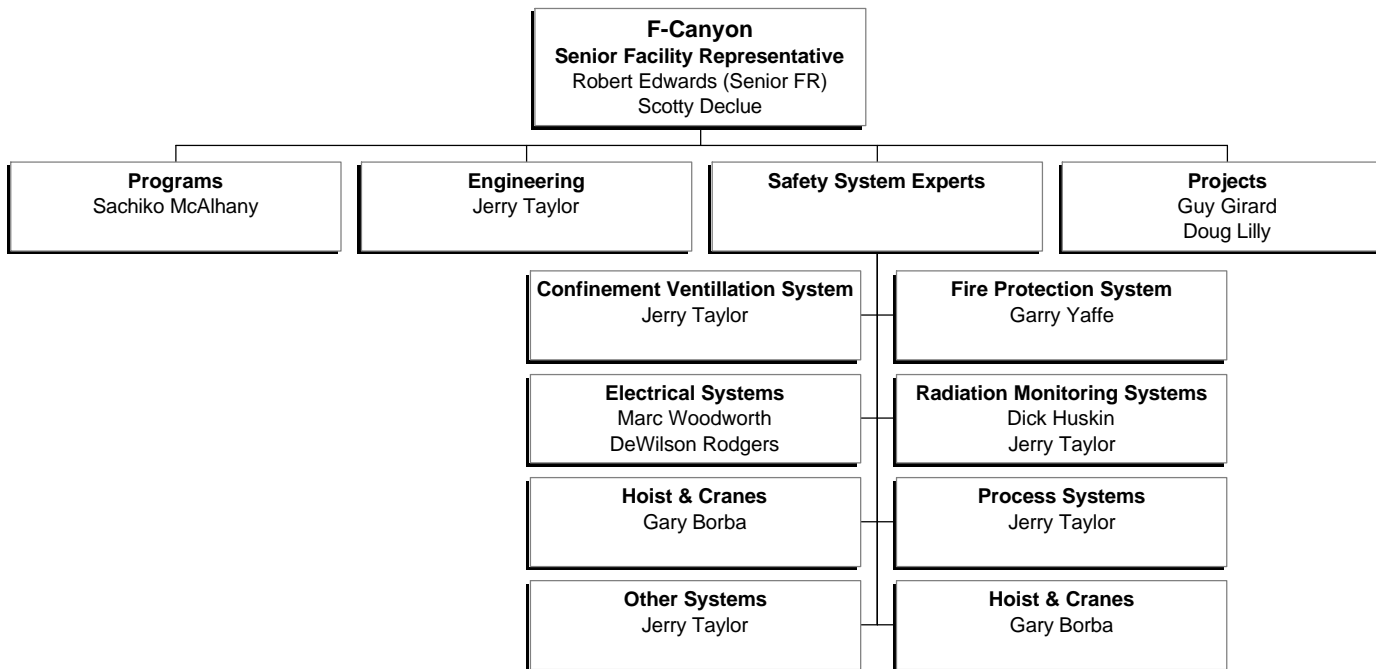 F-Canyon
Senior Facility Representative
Robert Edwards (Senior FR)
Scotty Declue
Programs
Sachiko McAlhany
Engineering
Jerry Taylor
Safety System Experts
Projects
Guy Girard
Doug Lilly
Confinement Ventillation System
Jerry Taylor
Fire Protection System
Garry Yaffe
Electrical Systems
Marc Woodworth
DeWilson Rodgers
Radiation Monitoring Systems
Dick Huskin
Jerry Taylor
Hoist & Cranes
Gary Borba
Process Systems
Jerry Taylor
Other Systems
Jerry Taylor
Hoist & Cranes
Gary Borba